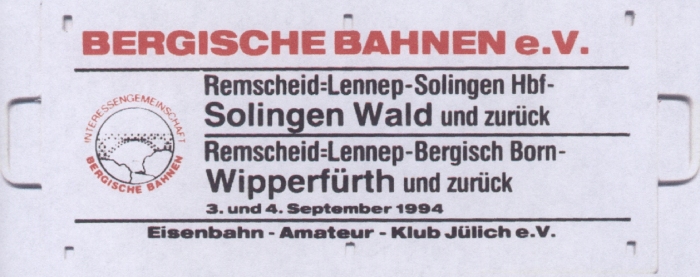 BERGISCHE BAHNEN e.V.
INTERESSENGEMEINSCHAFT
BERGISCHE BAHNEN
Remscheid=Lennep-Solingen Hbf-
Solingen Wald und zurück
Remscheid=Lennep-Bergisch Born-
Wipperfürth und zurück
3. und 4. September 1994
Eisenbahn - Amateur - Klub Jülich e.V.